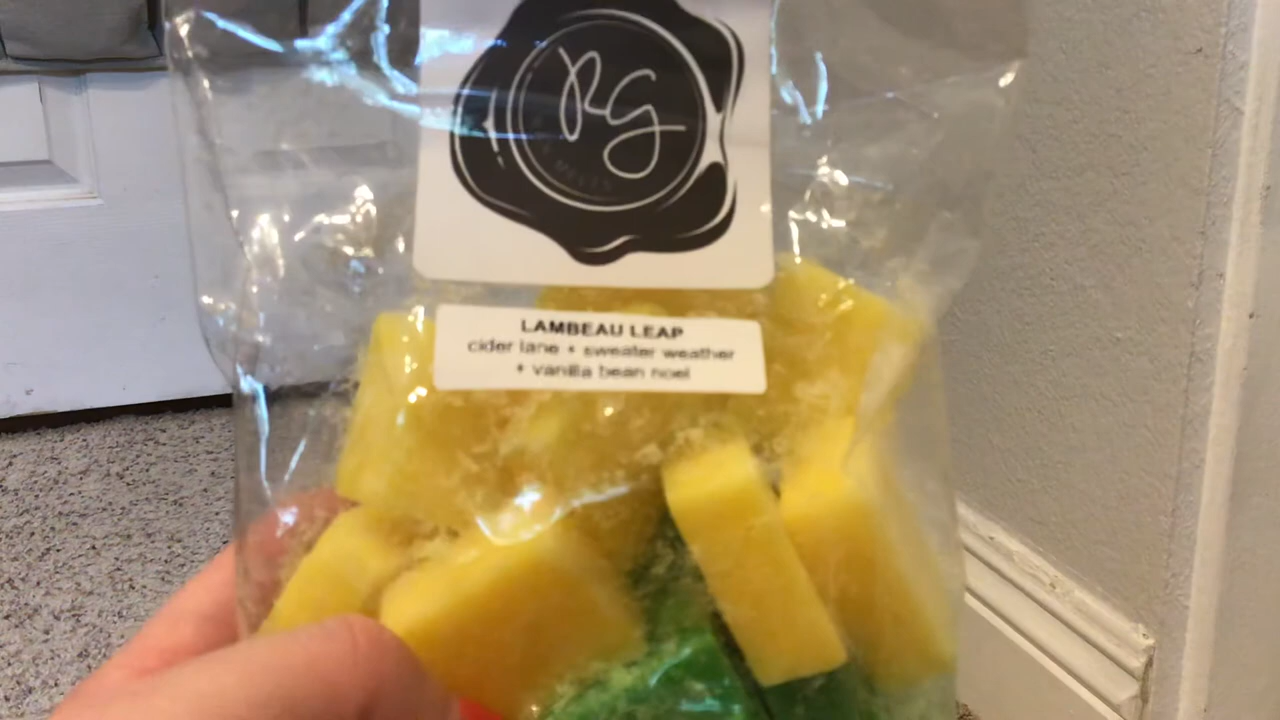 RG
LAMBEAU LEAP
cider lane + sweater weather
+ vanilla bean noel